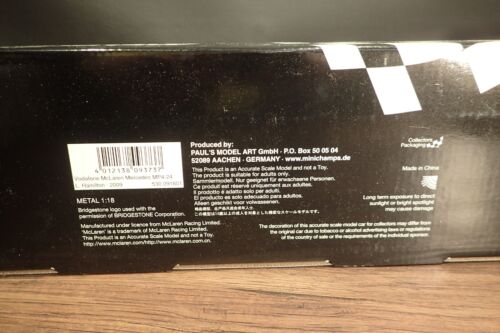 4 012138 093737
Vodafone McLaren Mercedes MP4-24
L. Hamilton - 2009 530 091801
METAL 1:18
Bridgestone logo used with the
permission of BRIDGESTONE Corporation.
Manufactured under licence from McLaren Racing Limited.
"McLaren" is a trademark of McLaren Racing Limited.
This Product is an Accurate Scale Model and not a Toy.
http://www.mclaren.com/http://www.mclaren.com.cn
Produced by:
PAUL'S MODEL ART GmbH · P.O. Box 50 05 04
52089 AACHEN - GERMANY · www.minichamps.de
This Product is an Accurate Scale Model and not a Toy.
The product is suitable for adults only.
Sammlermodell. Nur geeignet für erwachsene Personen.
Ce produit est réservé uniquement aux adultes.
Il prodotto è adatto solo per adulti.
El producto es adecuado solo para adultos.
The decoration of this accurate scale model car for collectors may differ from
the original car due to tobacco or alcohol advertising laws or regulations
of the country of sale or the requirements of the individual sponsor.
Collectors
Packaging
Made in China
Long term exposure to direct
sunlight or bright spotlight
may cause damage.